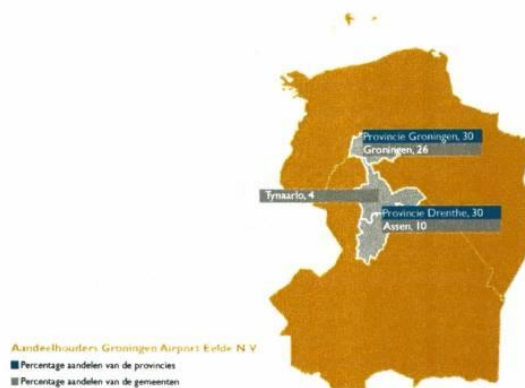 Provincie Groningen, 30
Groningen, 26
Tynaarlo, 4
Provincie Drenthe, 30
Assen, 10
Aandeelhouders Groningen Airport Eelde N V
Percentage aandelen van de provincies
Percentage aandelen van de gemeenten